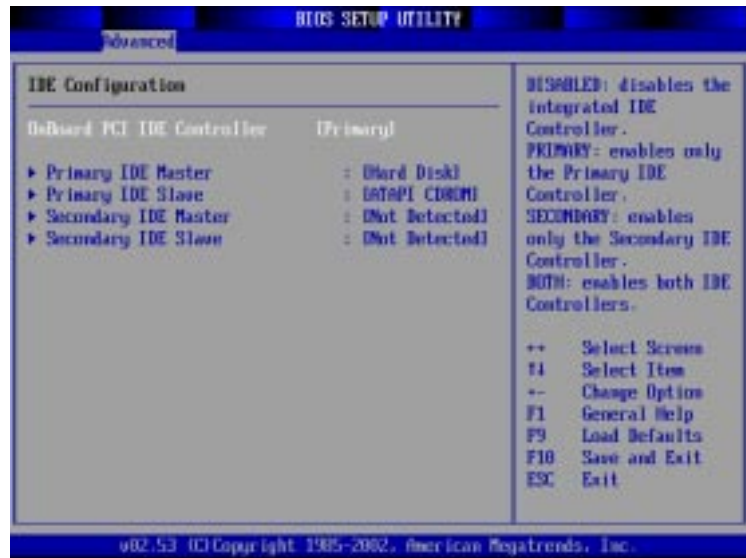 BIOS SETUP UTILITY
Advanced
IDE Configuration
OnBoard PCI IDE Controller [Primary]
Primary IDE Master : [Hard Disk]
Primary IDE Slave : [ATAPI CDROM]
Secondary IDE Master : [Not Detected]
Secondary IDE Slave : [Not Detected]
DISABLED: disables the
integrated IDE
Controller.
PRIMARY: enables only
the Primary IDE
Controller.
SECONDARY: enables
only the Secondary IDE
Controller.
BOTH: enables both IDE
Controllers.
↔ Select Screen
↑↓ Select Item
+- Change Option
F1 General Help
F9 Load Defaults
F10 Save and Exit
ESC Exit
v02.53 (C)Copyright 1985-2002, American Megatrends, Inc.